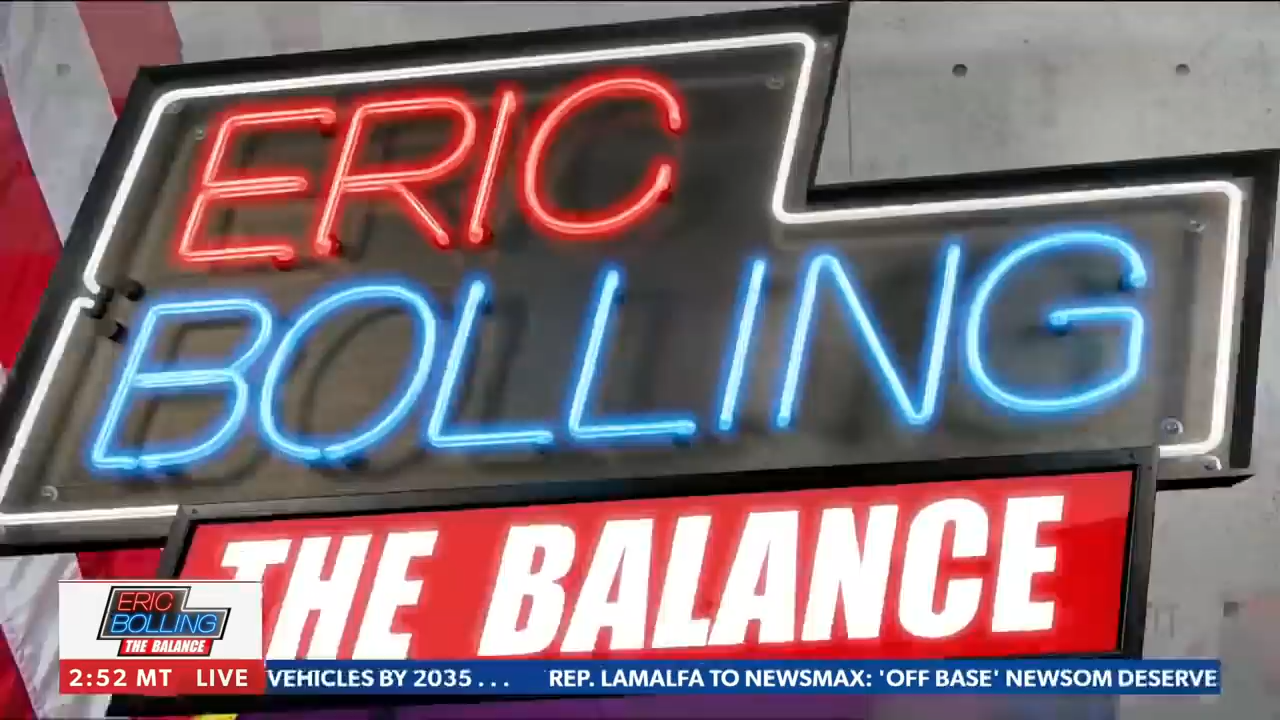 ERIC
BOLLING
THE BALANCE
ERIC
BOLLING
THE BALANCE
2:52 MT LIVE
VEHICLES BY 2035 . . . REP. LAMALFA TO NEWSMAX: 'OFF BASE' NEWSOM DESERVE